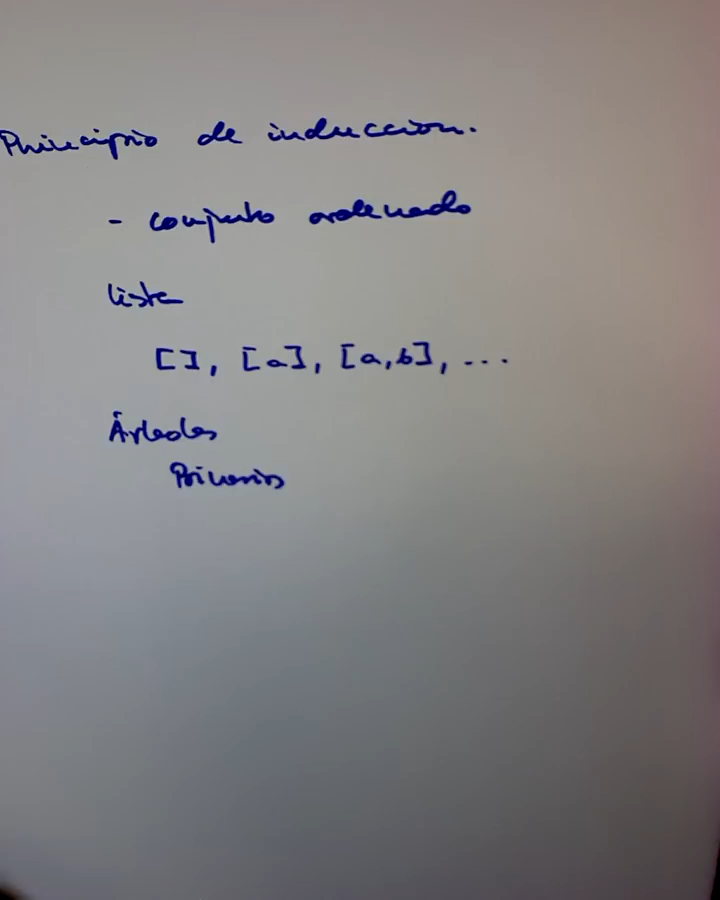 Principio de inducción.
- conjunto ordenado
Lista
[], [a], [a,b], ...
Árboles
Binarios